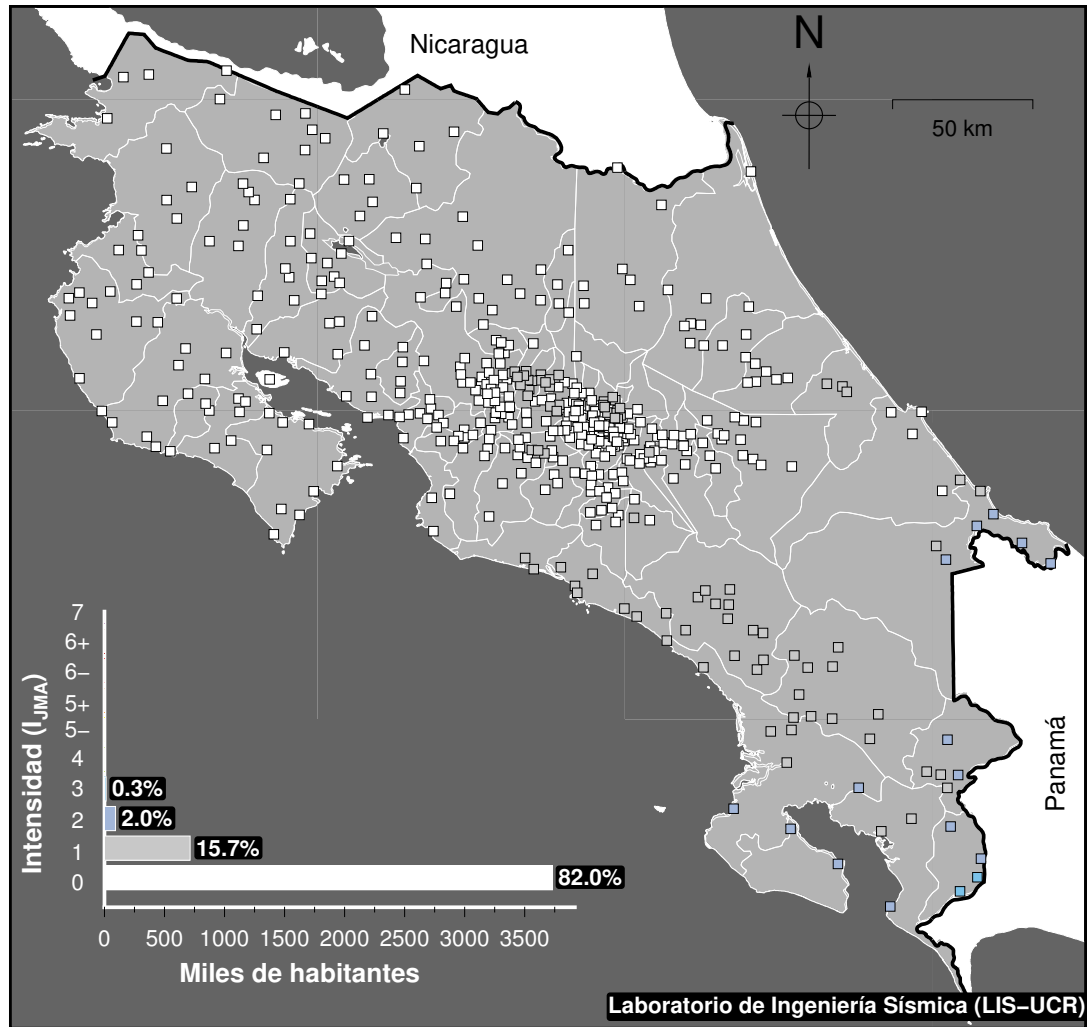 Nicaragua
N
50 km
Panamá
Intensidad (I_JMA)
7
6+
6−
5+
5−
4
3
0.3%
2
2.0%
1
15.7%
0
82.0%
0 500 1000 1500 2000 2500 3000 3500
Miles de habitantes
Laboratorio de Ingeniería Sísmica (LIS−UCR)